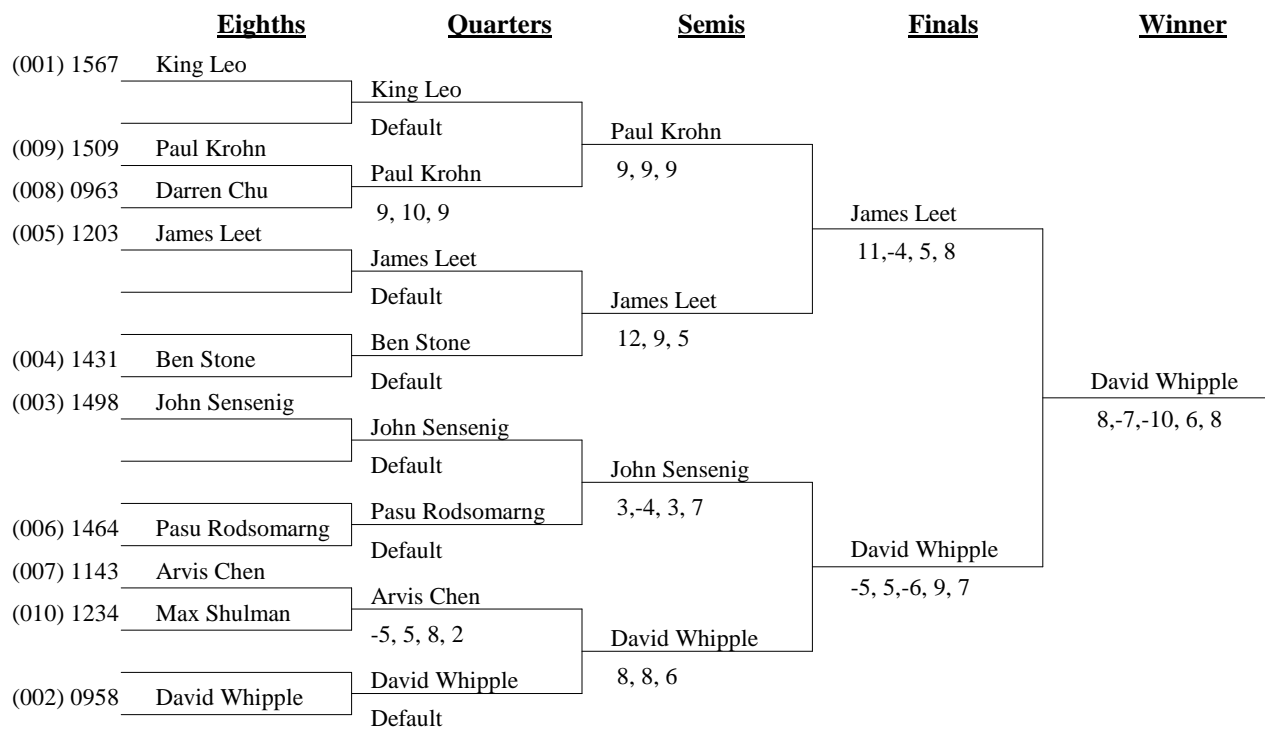 Eighths Quarters Semis Finals Winner
(001) 1567 King Leo
King Leo
Default
Paul Krohn
(009) 1509 Paul Krohn
9, 9, 9
Paul Krohn
(008) 0963 Darren Chu
9, 10, 9
James Leet
(005) 1203 James Leet
11,-4, 5, 8
James Leet
Default
James Leet
12, 9, 5
Ben Stone
(004) 1431 Ben Stone
Default
David Whipple
(003) 1498 John Sensenig
8,-7,-10, 6, 8
John Sensenig
Default
John Sensenig
3,-4, 3, 7
Pasu Rodsomarng
(006) 1464 Pasu Rodsomarng
Default
David Whipple
(007) 1143 Arvis Chen
-5, 5,-6, 9, 7
Arvis Chen
(010) 1234 Max Shulman
-5, 5, 8, 2
David Whipple
8, 8, 6
David Whipple
(002) 0958 David Whipple
Default